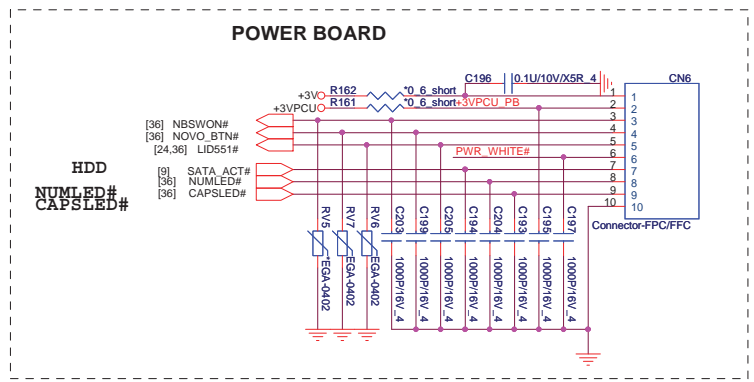 POWER BOARD
C196 0.1U/10V/X5R_4 CN6
+3V R162 *0_6_short 1 1
+3VPCU R161 *0_6_short +3VPCU_PB 2 2
[36] NBSWON# 3 3
[36] NOVO_BTN# 4 4
[24,36] LID551# 5 5
PWR_WHITE# 6 6
HDD [9] SATA_ACT# 7 7
NUMLED# [36] NUMLED# 8 8
CAPSLED# [36] CAPSLED# 9 9
10 10
Connector-FPC/FFC
RV5 *EGA-0402
RV7 EGA-0402
RV6 EGA-0402
C203 1000P/16V_4
C199 1000P/16V_4
C205 1000P/16V_4
C194 1000P/16V_4
C204 1000P/16V_4
C193 1000P/16V_4
C195 1000P/16V_4
C197 1000P/16V_4